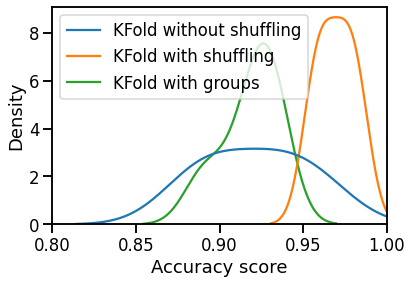 KFold without shuffling
KFold with shuffling
KFold with groups
Density
8
6
4
2
0
0.80 0.85 0.90 0.95 1.00
Accuracy score